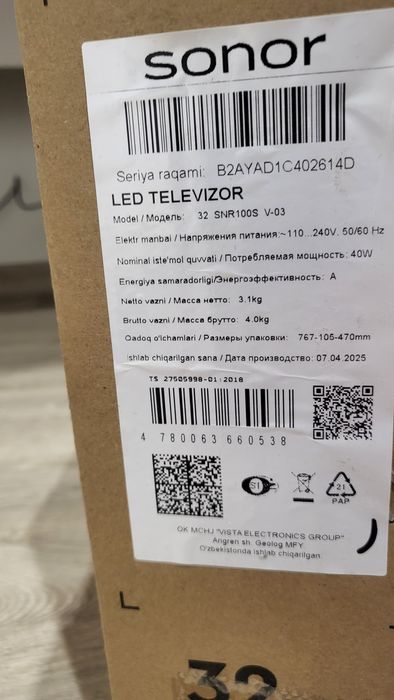 sonor
Seriya raqami: B2AYAD1C402614D
LED TELEVIZOR
Model / Модель: 32 SNR100S V-03
Elektr manbai / Напряжения питания:~110...240V. 50/60 Hz
Nominal iste'mol quvvati / Потребляемая мощность: 40W
Energiya samaradorligi/Энергоэффективность: A
Netto vazni / Масса нетто: 3.1kg
Brutto vazni / Масса брутто: 4.0kg
Qadoq o'lchamlari / Размеры упаковки: 767-106-470mm
Ishlab chiqarilgan sana / Дата производство: 07.04.2025
TS 27505998-01:2018
4 780063 660538
SI
21
PAP
OK MCHJ "VISTA ELECTRONICS GROUP"
Angren sh. Geolog MFY
O'zbekistonda ishlab chiqarilgan
32